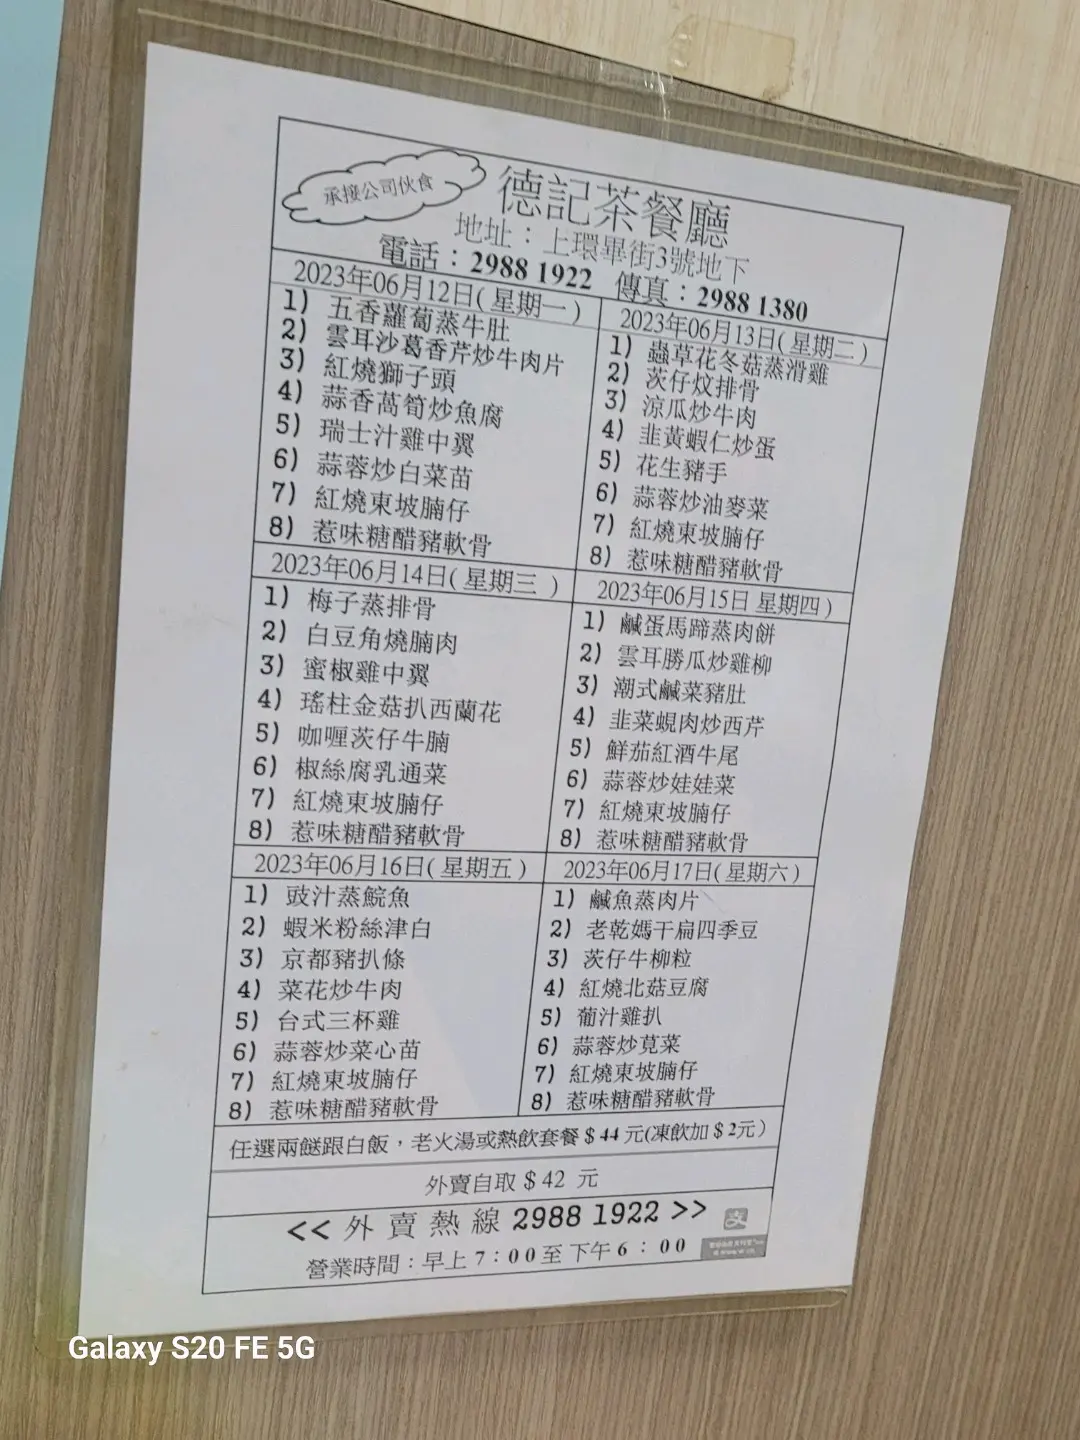 承接公司伙食
德記茶餐廳
地址：上環畢街3號地下
電話：2988 1922 傳真：2988 1380
2023年06月12日(星期一)
1) 五香蘿蔔蒸牛肚
2) 雲耳沙葛香芹炒牛肉片
3) 紅燒獅子頭
4) 蒜香萵筍炒魚腐
5) 瑞士汁雞中翼
6) 蒜蓉炒白菜苗
7) 紅燒東坡腩仔
8) 惹味糖醋豬軟骨
2023年06月13日(星期二)
1) 蟲草花冬菇蒸滑雞
2) 茨仔炆排骨
3) 涼瓜炒牛肉
4) 韭黃蝦仁炒蛋
5) 花生豬手
6) 蒜蓉炒油麥菜
7) 紅燒東坡腩仔
8) 惹味糖醋豬軟骨
2023年06月14日(星期三)
1) 梅子蒸排骨
2) 白豆角燒腩肉
3) 蜜椒雞中翼
4) 瑤柱金菇扒西蘭花
5) 咖喱茨仔牛腩
6) 椒絲腐乳通菜
7) 紅燒東坡腩仔
8) 惹味糖醋豬軟骨
2023年06月15日 星期四)
1) 鹹蛋馬蹄蒸肉餅
2) 雲耳勝瓜炒雞柳
3) 潮式鹹菜豬肚
4) 韭菜蜆肉炒西芹
5) 鮮茄紅酒牛尾
6) 蒜蓉炒娃娃菜
7) 紅燒東坡腩仔
8) 惹味糖醋豬軟骨
2023年06月16日(星期五)
1) 豉汁蒸鯇魚
2) 蝦米粉絲津白
3) 京都豬扒條
4) 菜花炒牛肉
5) 台式三杯雞
6) 蒜蓉炒菜心苗
7) 紅燒東坡腩仔
8) 惹味糖醋豬軟骨
2023年06月17日(星期六)
1) 鹹魚蒸肉片
2) 老乾媽干扁四季豆
3) 茨仔牛柳粒
4) 紅燒北菇豆腐
5) 葡汁雞扒
6) 蒜蓉炒莧菜
7) 紅燒東坡腩仔
8) 惹味糖醋豬軟骨
任選兩餸跟白飯，老火湯或熱飲套餐＄44 元(凍飲加＄2元)
外賣自取＄42 元
<< 外賣熱線 2988 1922 >>
支
營業時間：早上 7：00 至 下午 6：00
Galaxy S20 FE 5G